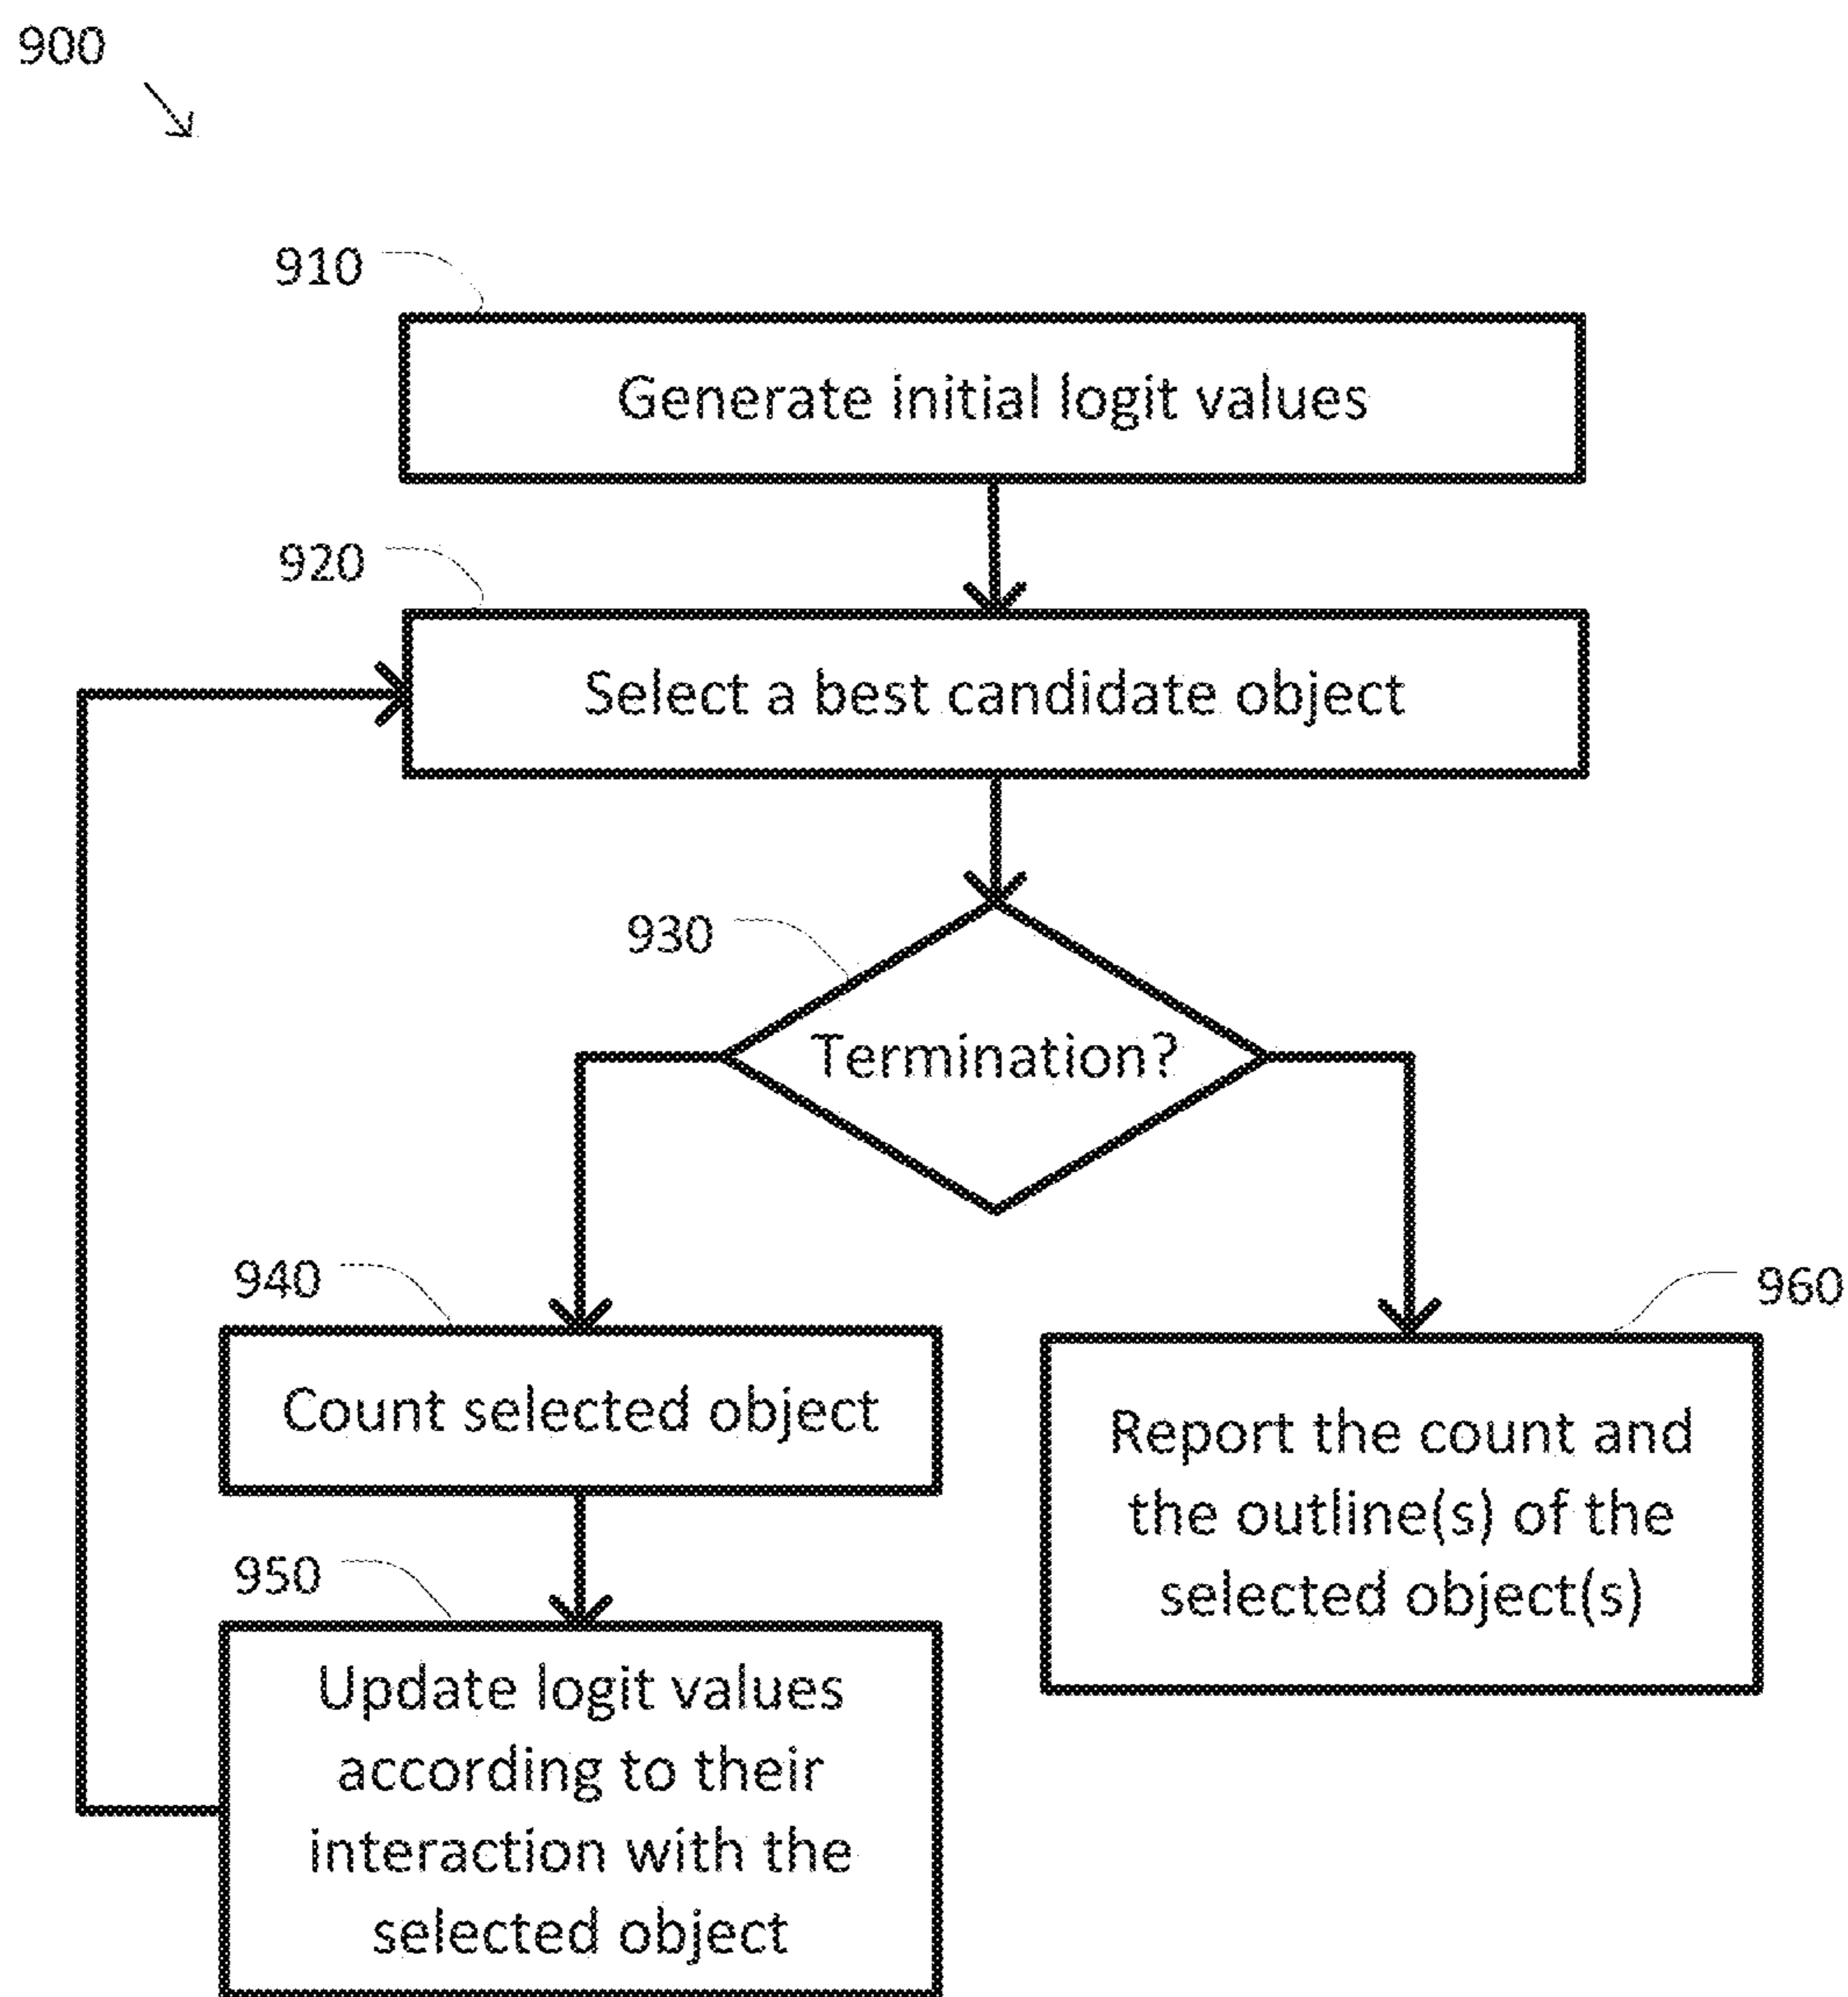 900
910
Generate initial logit values
920
Select a best candidate object
930
Termination?
940
Count selected object
950
Update logit values
according to their
interaction with the
selected object
960
Report the count and
the outline(s) of the
selected object(s)